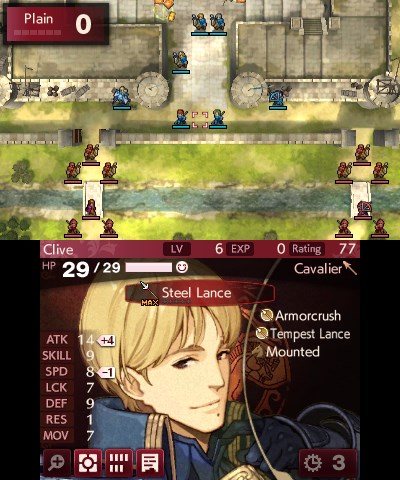 Plain
0
Clive LV 6 EXP 0 Rating 77
HP 29/29 Cavalier
MAX Steel Lance
Armorcrush
Tempest Lance
Mounted
ATK 14 +4
SKILL 9
SPD 8 -1
LCK 7
DEF 9
RES 1
MOV 7
3